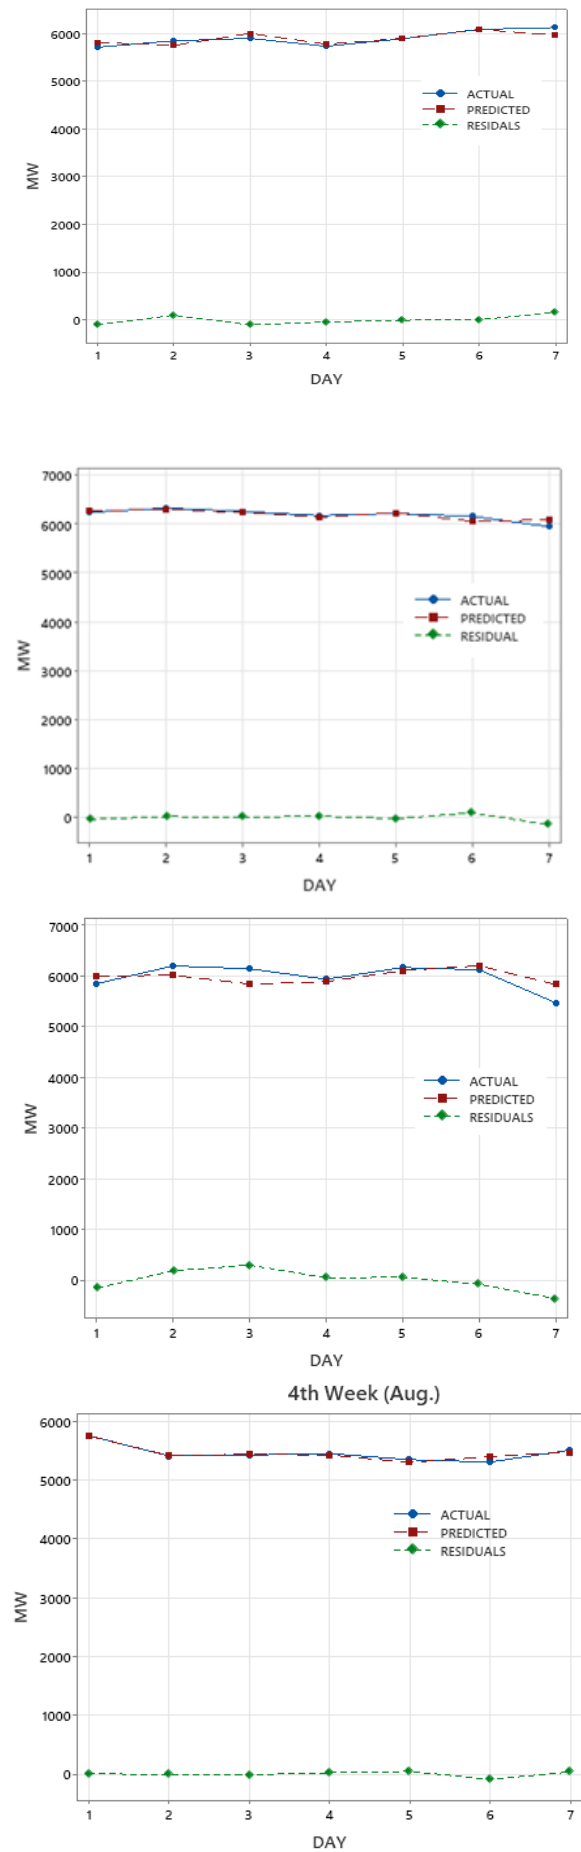 6000
5000
4000
3000
2000
1000
0
MW
ACTUAL
PREDICTED
RESIDALS
1 2 3 4 5 6 7
DAY
7000
6000
5000
4000
3000
2000
1000
0
MW
ACTUAL
PREDICTED
RESIDUAL
1 2 3 4 5 6 7
DAY
7000
6000
5000
4000
3000
2000
1000
0
MW
ACTUAL
PREDICTED
RESIDUALS
1 2 3 4 5 6 7
DAY
4th Week (Aug.)
6000
5000
4000
3000
2000
1000
0
MW
ACTUAL
PREDICTED
RESIDUALS
1 2 3 4 5 6 7
DAY